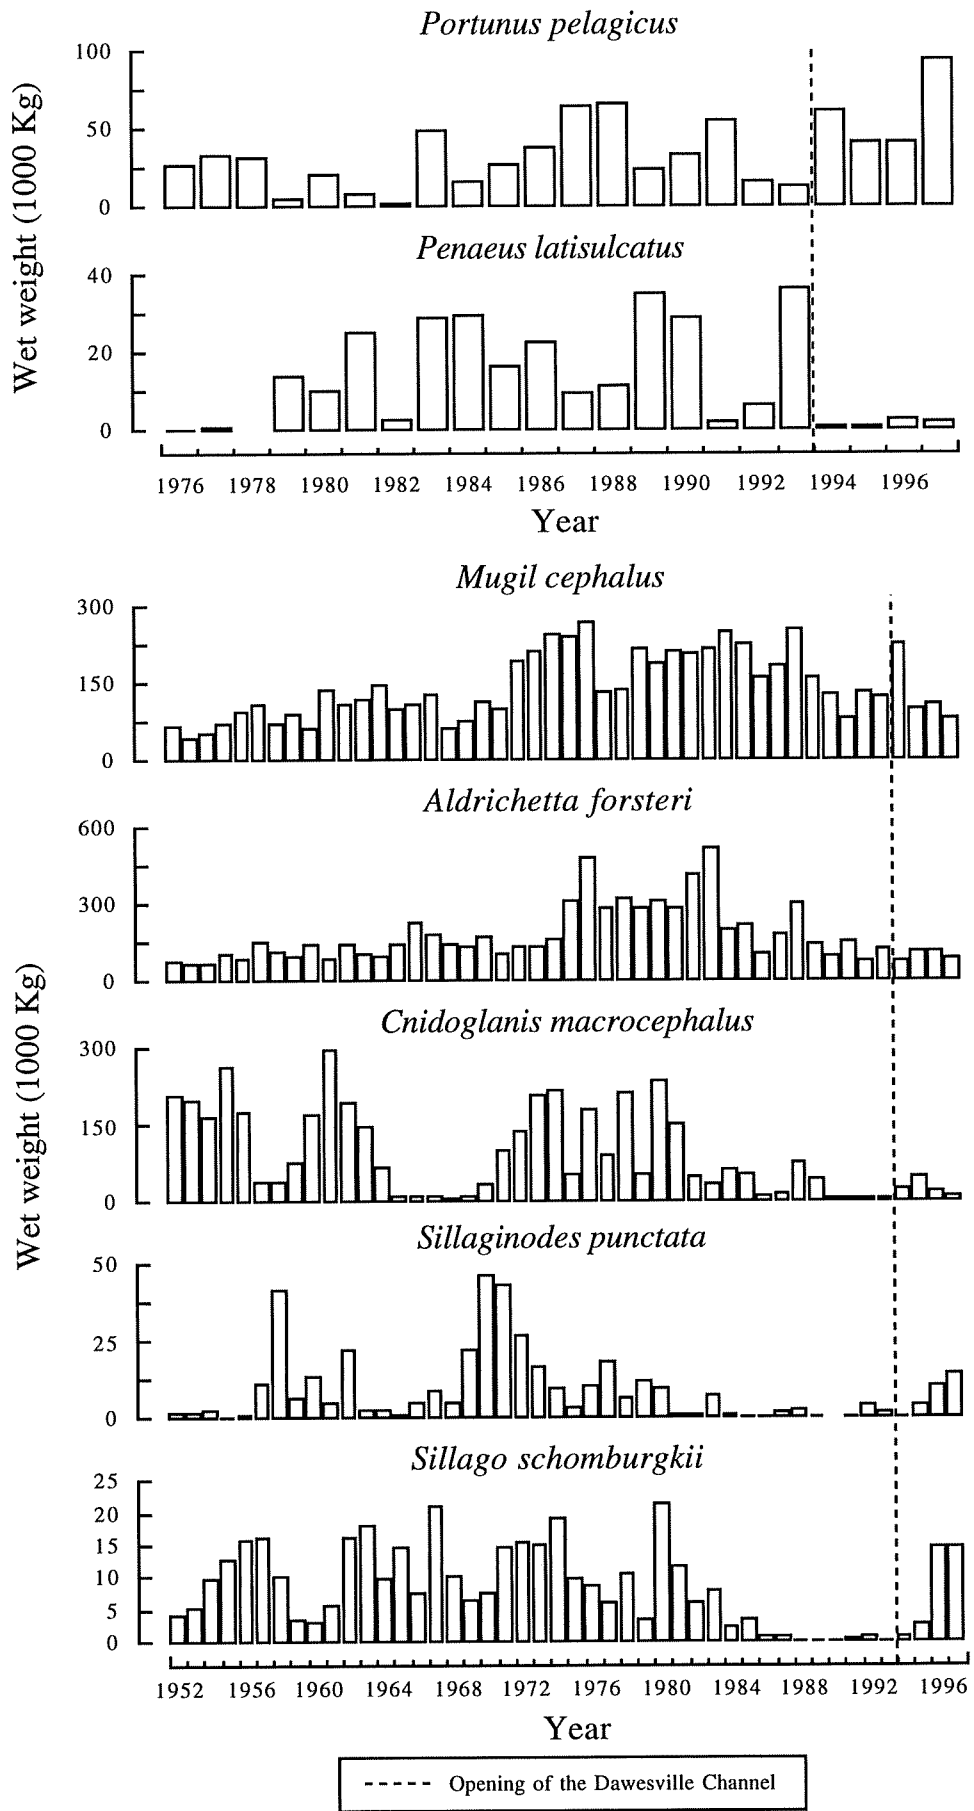 Portunus pelagicus
100
50
0
Penaeus latisulcatus
40
20
0
Wet weight (1000 Kg)
1976 1978 1980 1982 1984 1986 1988 1990 1992 1994 1996
Year
Mugil cephalus
300
150
0
Aldrichetta forsteri
600
300
0
Cnidoglanis macrocephalus
300
150
0
Sillaginodes punctata
50
25
0
Sillago schomburgkii
25
20
15
10
5
0
Wet weight (1000 Kg)
1952 1956 1960 1964 1968 1972 1976 1980 1984 1988 1992 1996
Year
Opening of the Dawesville Channel